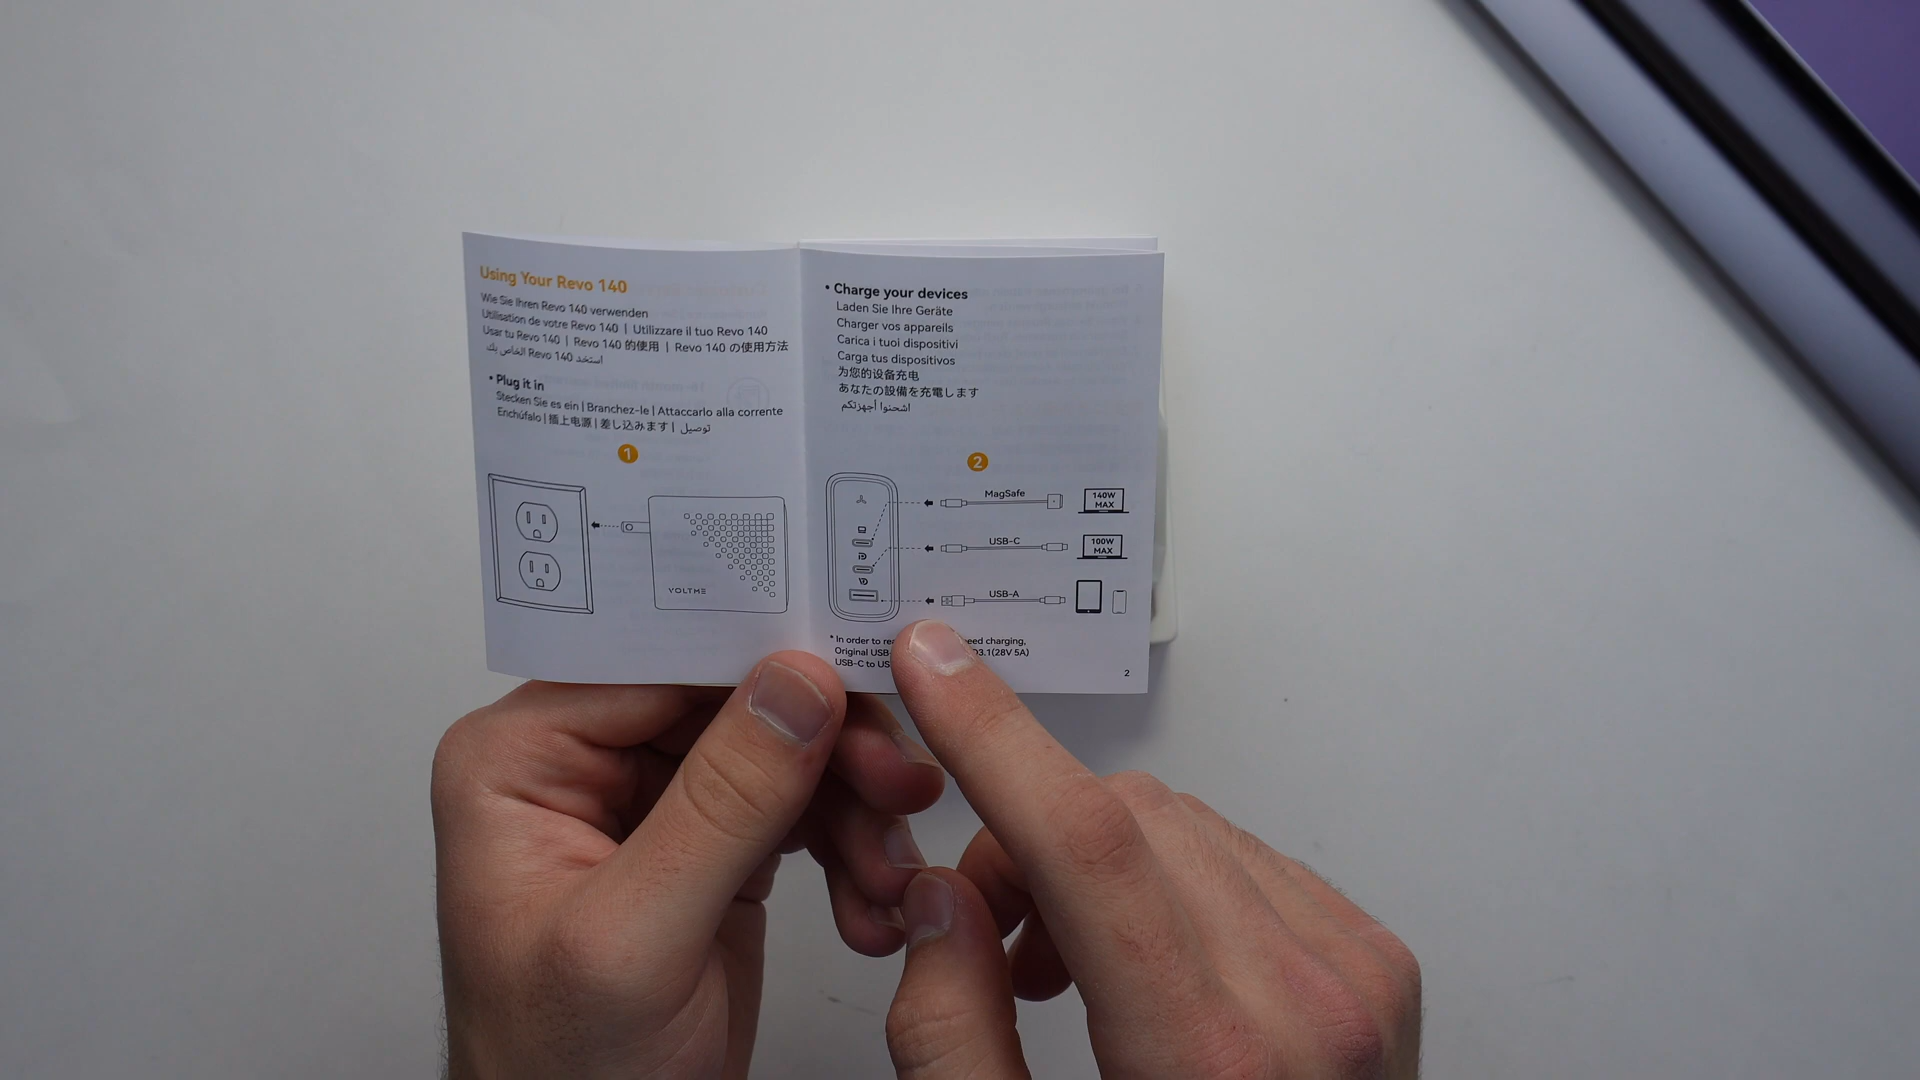 Using Your Revo 140
Wie Sie Ihren Revo 140 verwenden
Utilisation de votre Revo 140 | Utilizzare il tuo Revo 140
Usar tu Revo 140 | Revo 140 的使用 | Revo 140 の使用方法
استخد Revo 140 الخاص بك
• Plug it in
Stecken Sie es ein | Branchez-le | Attaccarlo alla corrente
Enchúfalo | 插上电源 | 差し込みます | توصيل
1
VOLTME
• Charge your devices
Laden Sie Ihre Geräte
Charger vos appareils
Carica i tuoi dispositivi
Carga tus dispositivos
为您的设备充电
あなたの設備を充電します
اشحنوا أجهزتكم
2
MagSafe
140W
MAX
USB-C
100W
MAX
USB-A
* In order to charging,
Original 3.1(28V 5A)
USB-C to
2